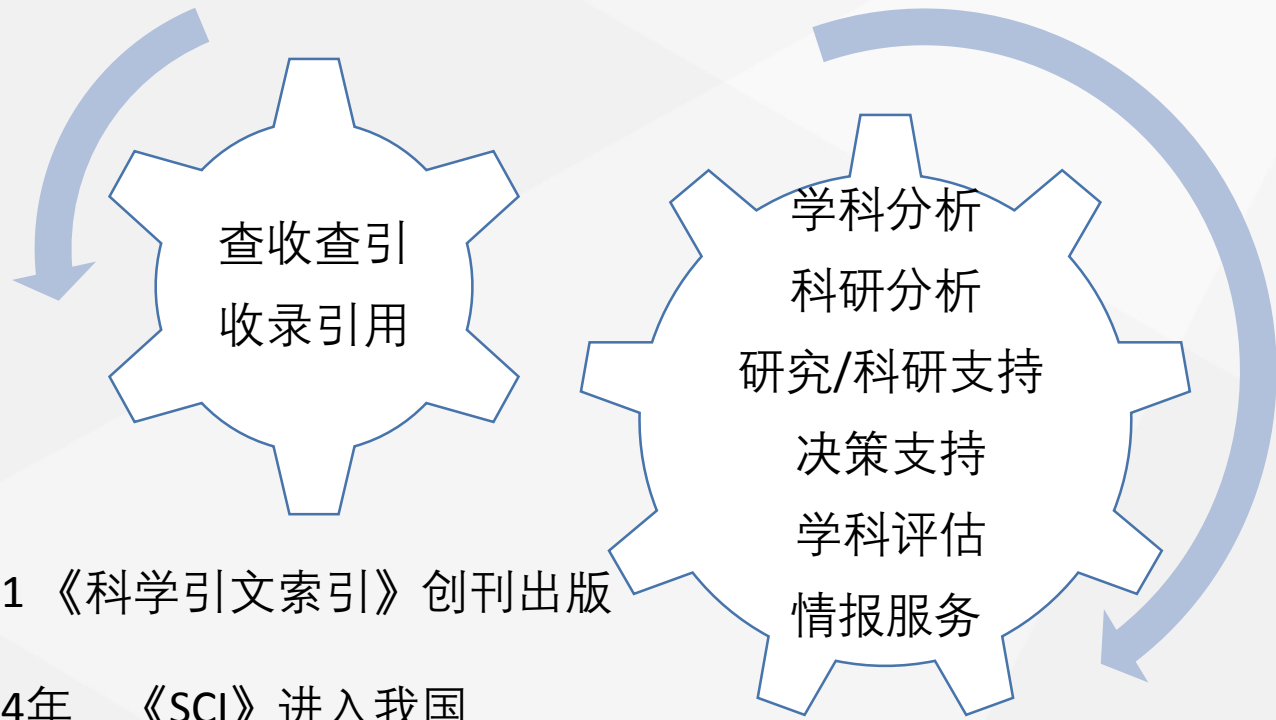 查收查引
收录引用
学科分析
科研分析
研究/科研支持
决策支持
学科评估
情报服务
1 《科学引文索引》创刊出版
4年 《SCI》进入我国